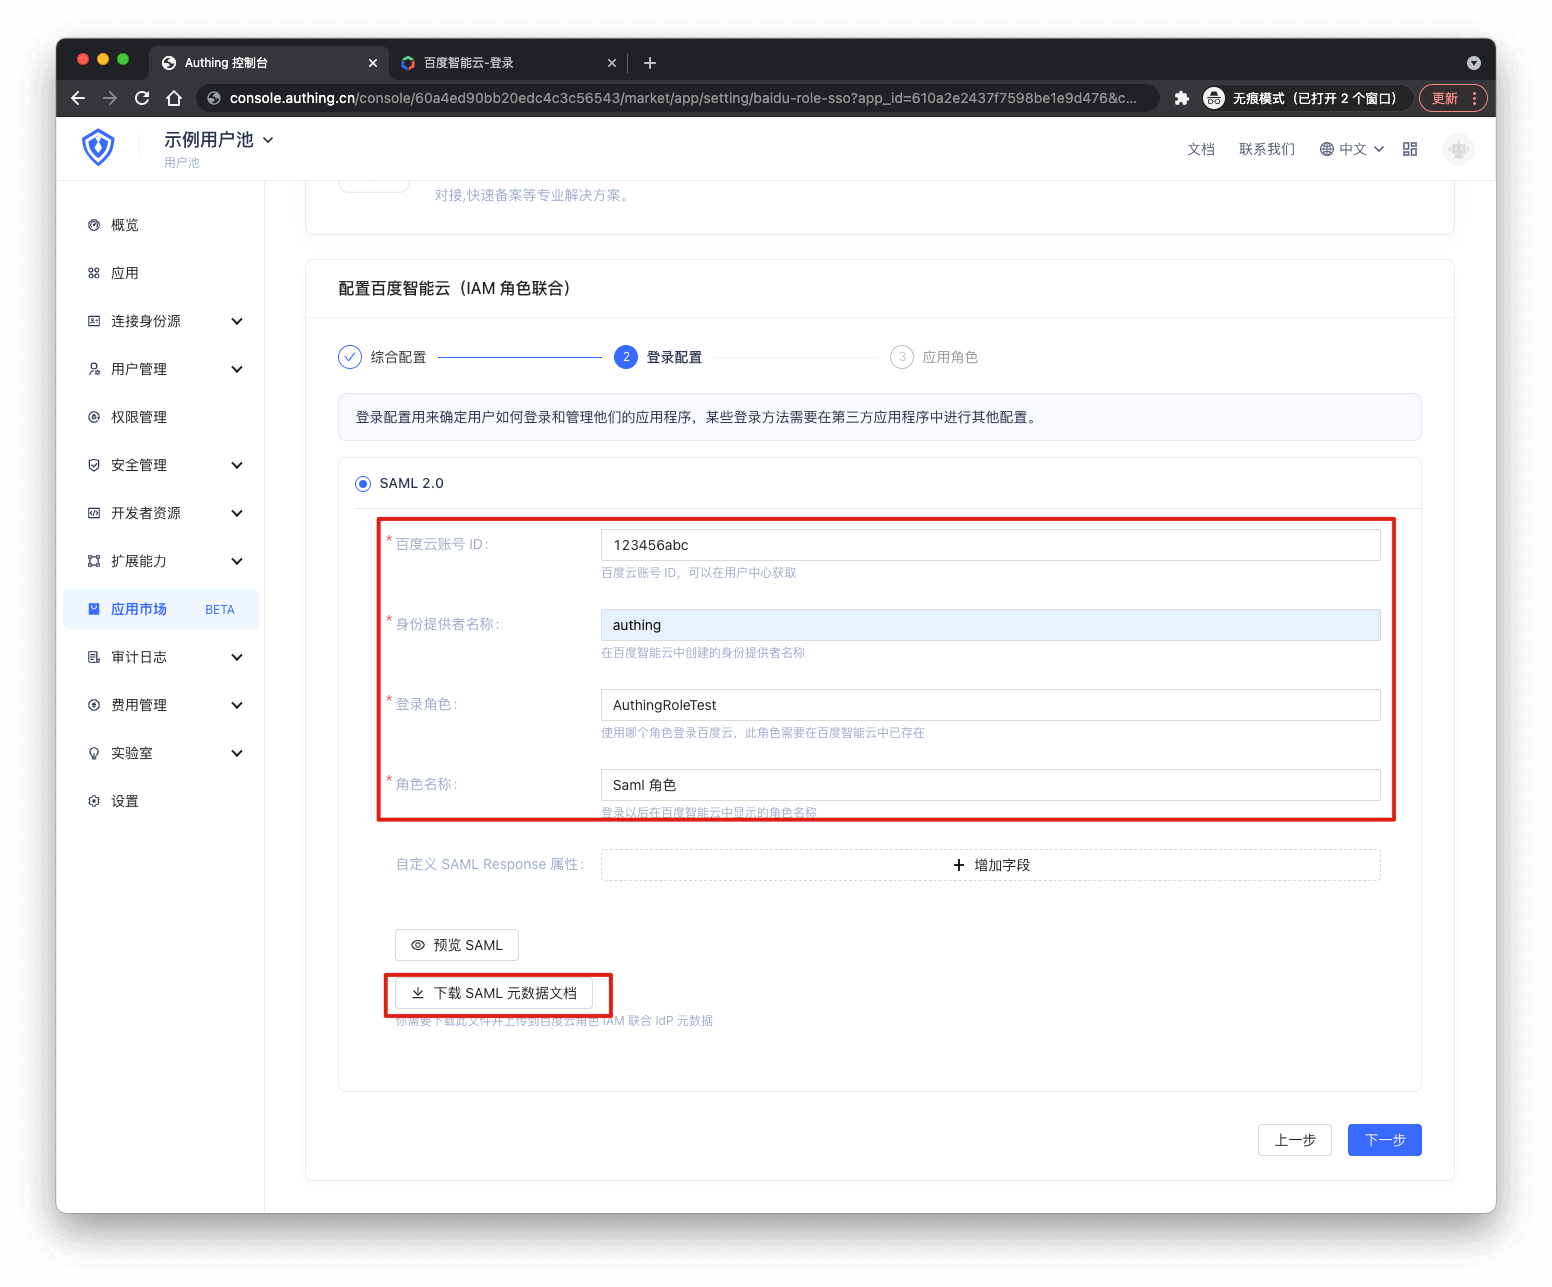 Authing 控制台
百度智能云-登录
console.authing.cn/console/60a4ed90bb20edc4c3c56543/market/app/setting/baidu-role-sso?app_id=610a2e2437f7598be1e9d476&c...
无痕模式（已打开 2 个窗口）
更新
示例用户池
用户池
文档
联系我们
中文
概览
应用
连接身份源
用户管理
权限管理
安全管理
开发者资源
扩展能力
应用市场 BETA
审计日志
费用管理
实验室
设置
对接,快速备案等专业解决方案。
配置百度智能云（IAM 角色联合）
综合配置
2 登录配置
3 应用角色
登录配置用来确定用户如何登录和管理他们的应用程序，某些登录方法需要在第三方应用程序中进行其他配置。
SAML 2.0
* 百度云账号 ID： 123456abc
百度云账号 ID，可以在用户中心获取
* 身份提供者名称： authing
在百度智能云中创建的身份提供者名称
* 登录角色： AuthingRoleTest
使用哪个角色登录百度云，此角色需要在百度智能云中已存在
* 角色名称： Saml 角色
登录以后在百度智能云中显示的角色名称
自定义 SAML Response 属性： + 增加字段
预览 SAML
下载 SAML 元数据文档
你需要下载此文件并上传到百度云角色 IAM 联合 IdP 元数据
上一步
下一步